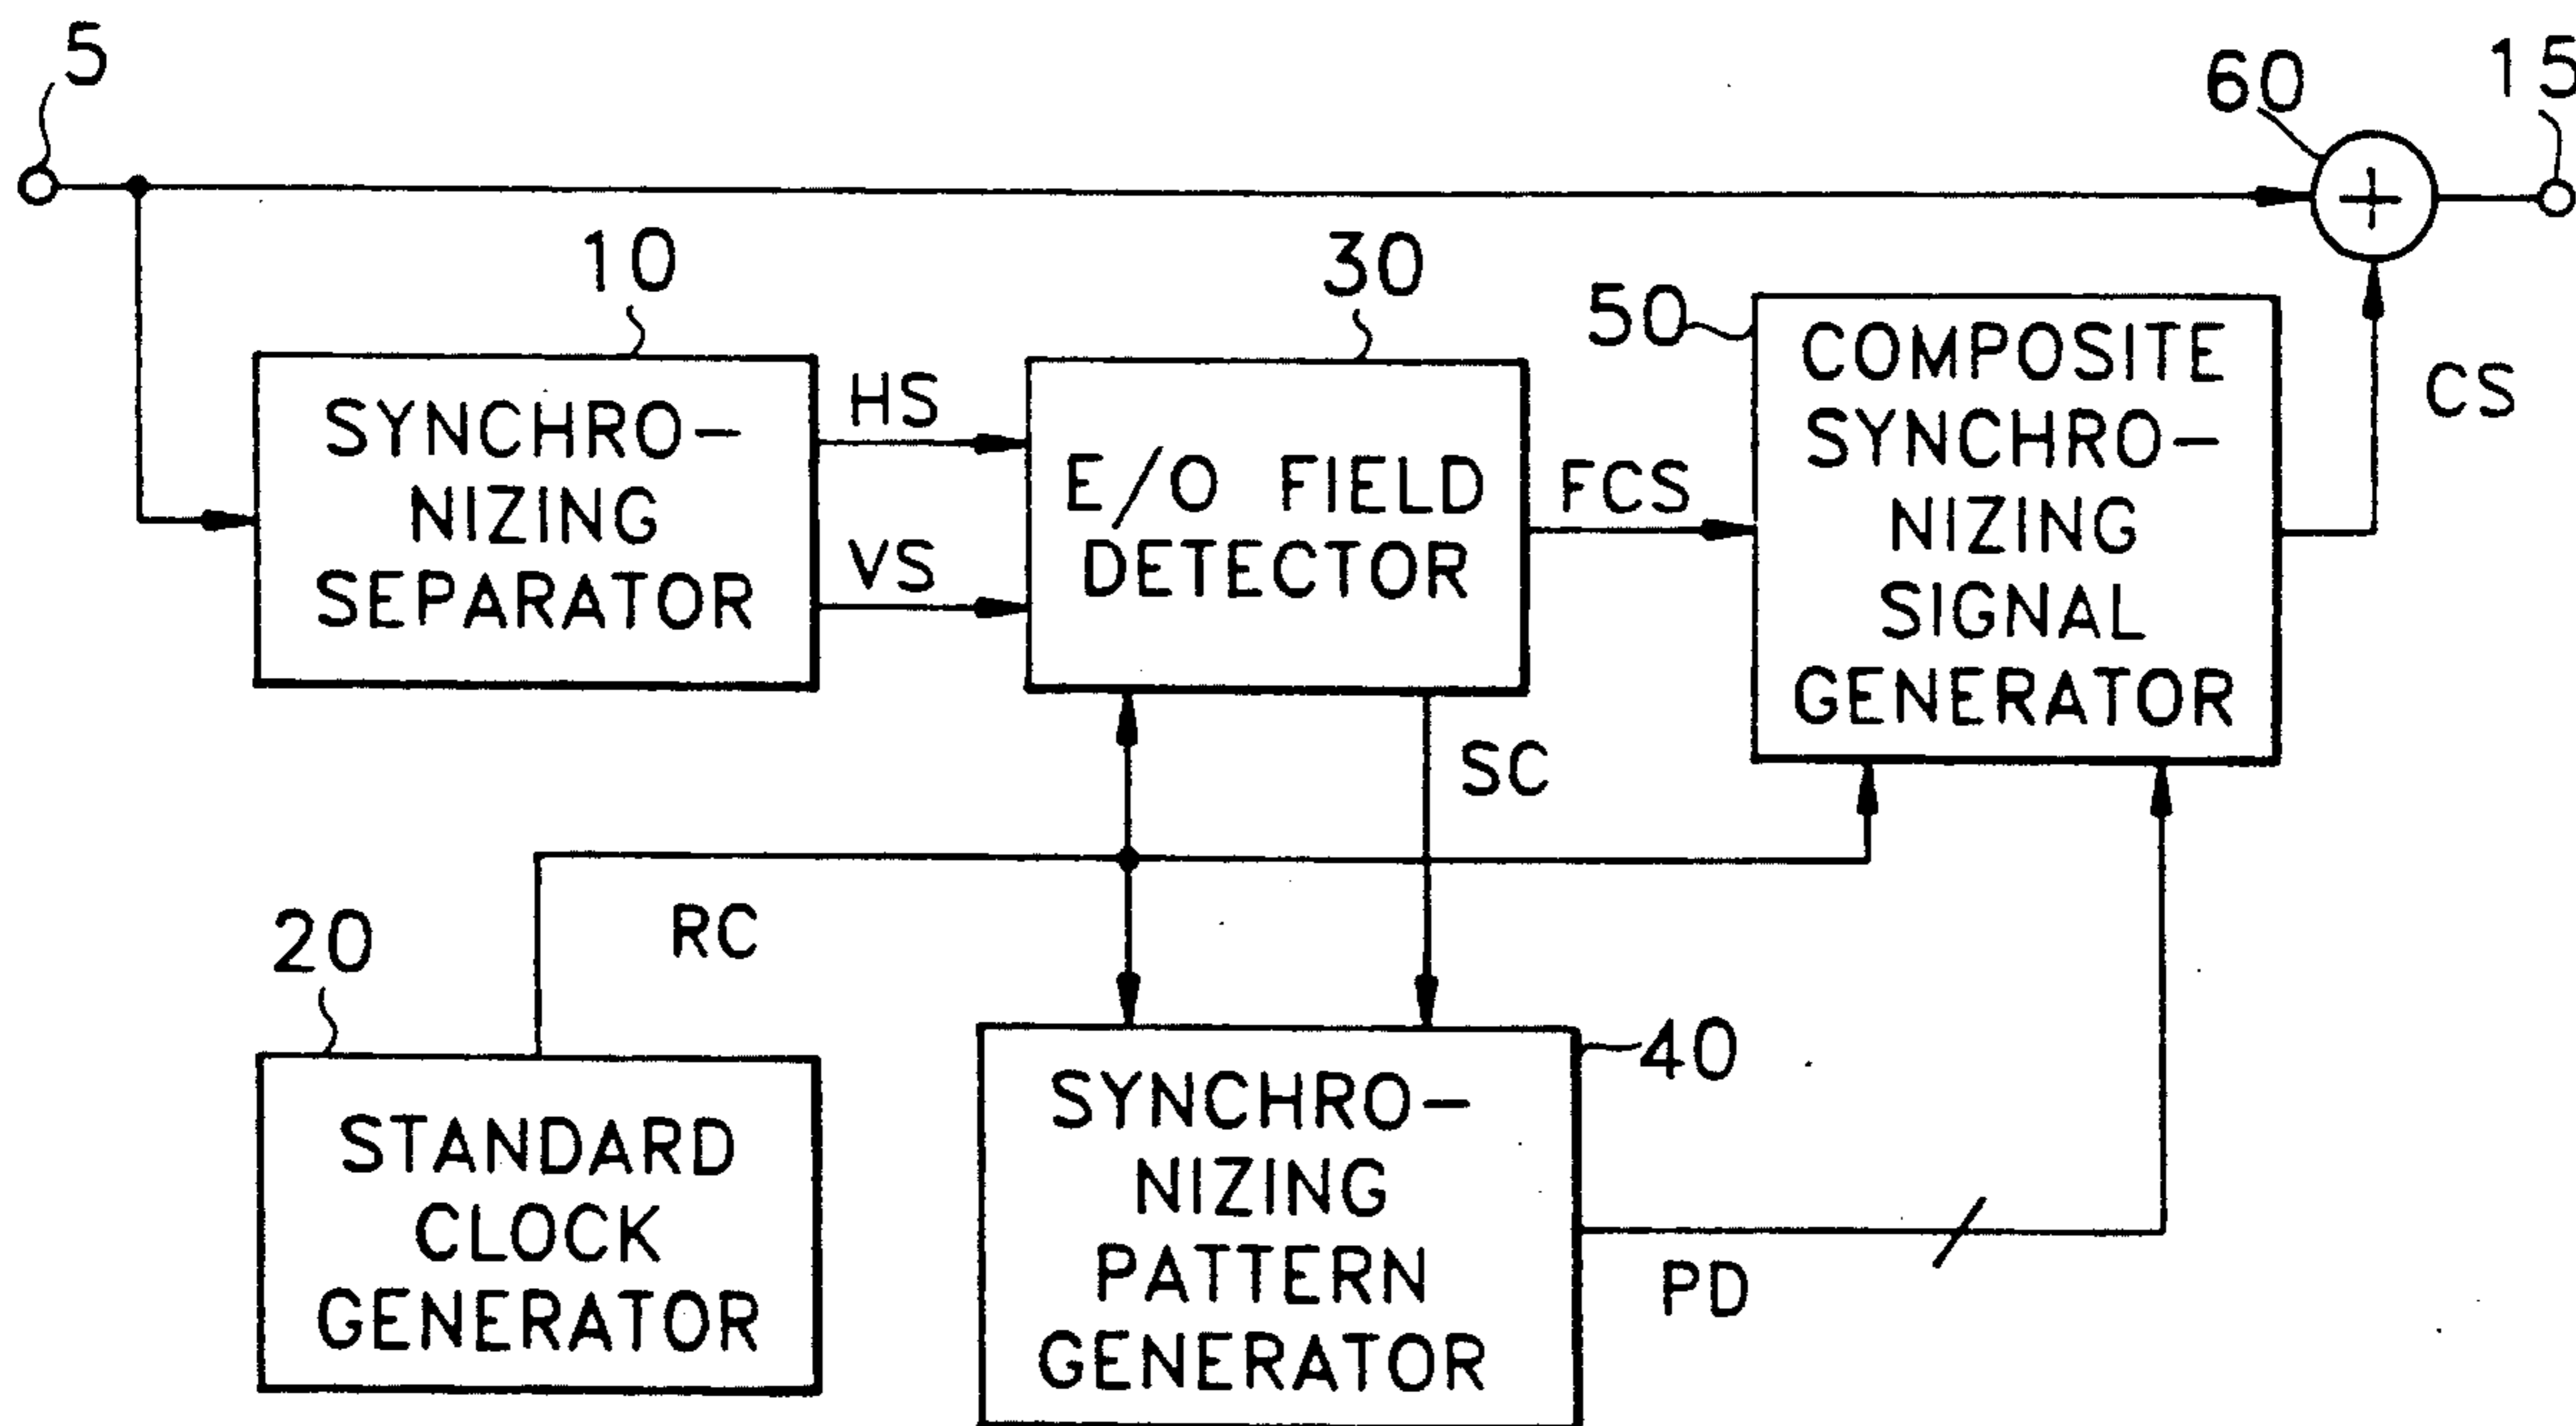 5
60
15
10
30
50
SYNCHRO-
NIZING
SEPARATOR
HS
VS
E/O FIELD
DETECTOR
FCS
COMPOSITE
SYNCHRO-
NIZING
SIGNAL
GENERATOR
CS
SC
RC
20
STANDARD
CLOCK
GENERATOR
40
SYNCHRO-
NIZING
PATTERN
GENERATOR
PD
+